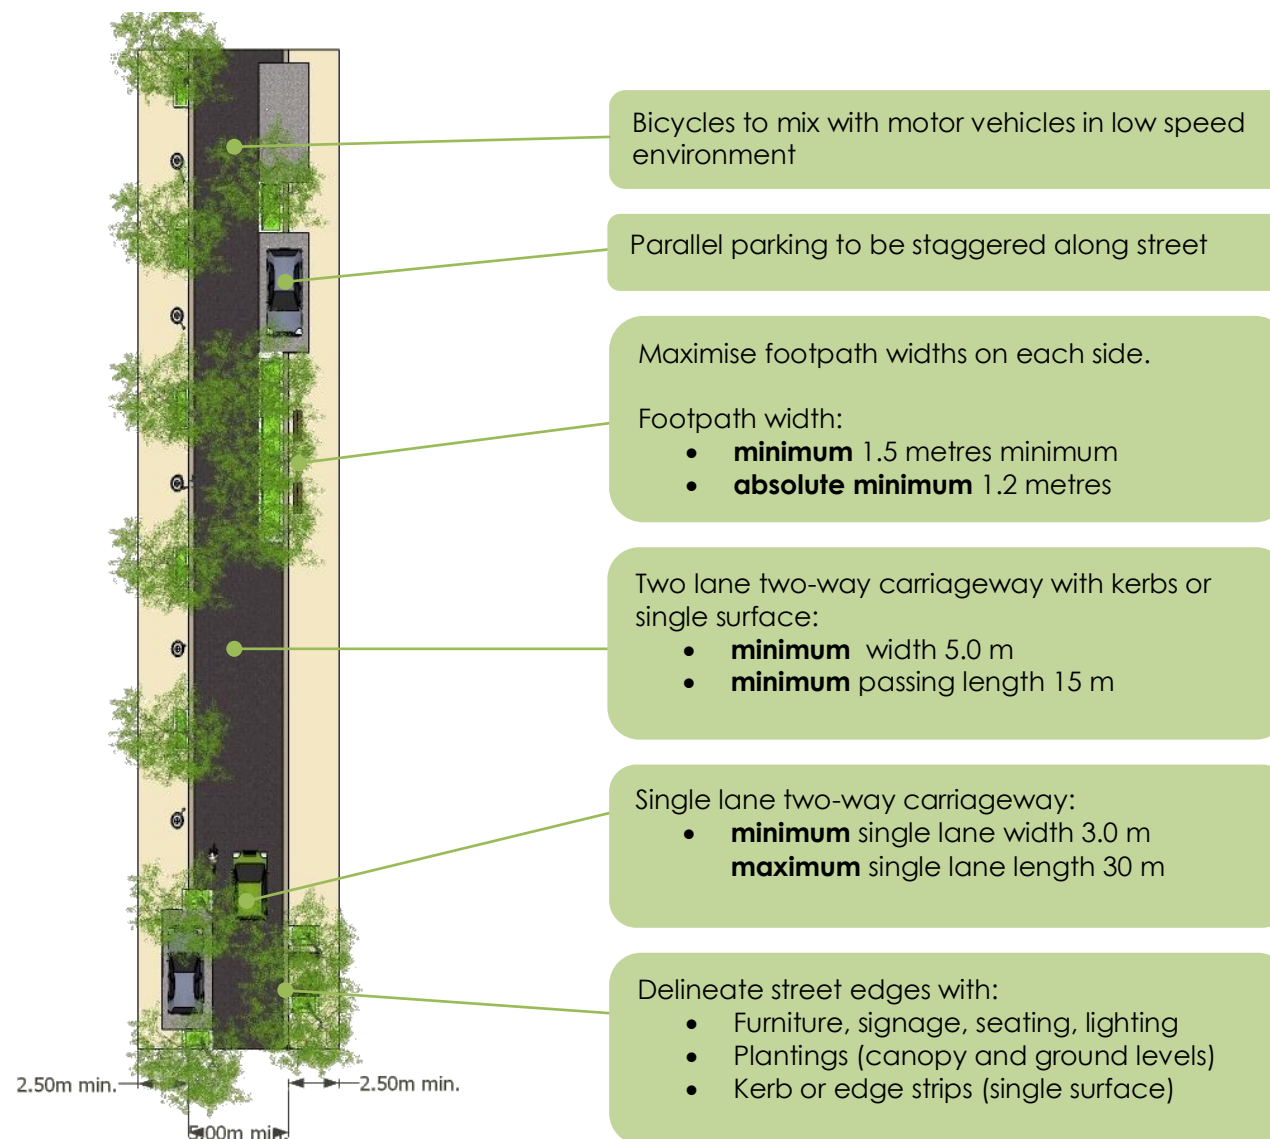 Bicycles to mix with motor vehicles in low speed
environment
Parallel parking to be staggered along street
Maximise footpath widths on each side.
Footpath width:
• minimum 1.5 metres minimum
• absolute minimum 1.2 metres
Two lane two-way carriageway with kerbs or
single surface:
• minimum width 5.0 m
• minimum passing length 15 m
Single lane two-way carriageway:
• minimum single lane width 3.0 m
maximum single lane length 30 m
Delineate street edges with:
• Furniture, signage, seating, lighting
• Plantings (canopy and ground levels)
• Kerb or edge strips (single surface)
2.50m min.
2.50m min.
5.00m min.